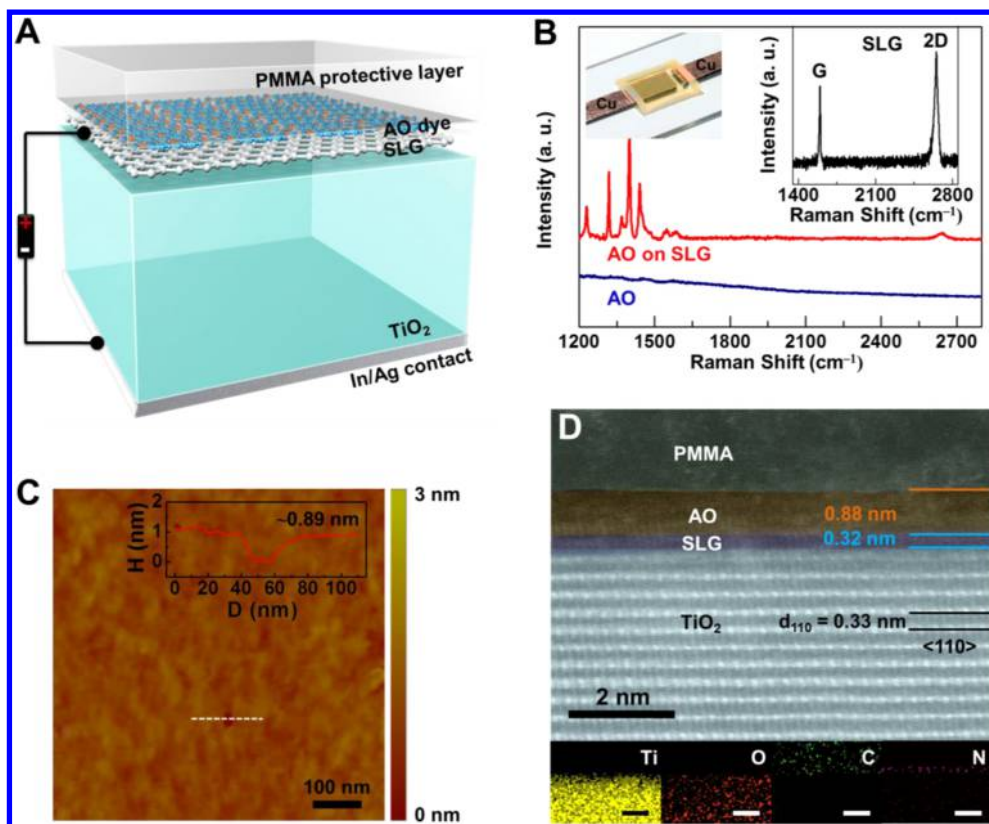 A
PMMA protective layer
AO dye
SLG
+
-
TiO₂
In/Ag contact
B
Intensity (a. u.)
Cu
Cu
AO on SLG
AO
1200 1500 1800 2100 2400 2700
Raman Shift (cm⁻¹)
Intensity (a. u.)
SLG
G
2D
1400 2100 2800
Raman Shift (cm⁻¹)
C
H (nm)
2
1
0
~0.89 nm
0 20 40 60 80 100
D (nm)
100 nm
3 nm
0 nm
D
PMMA
AO
0.88 nm
SLG
0.32 nm
TiO₂
d₁₁₀ = 0.33 nm
<110>
2 nm
Ti
O
C
N